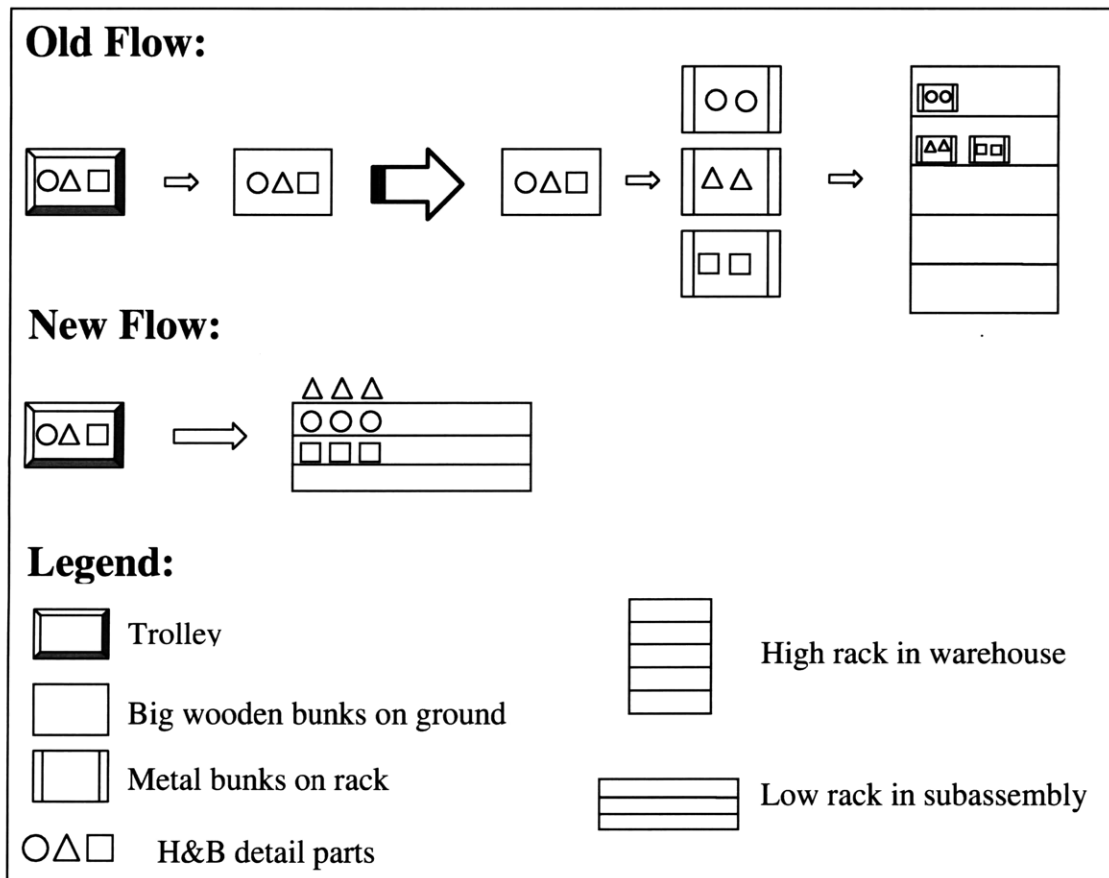 Old Flow:
New Flow:
Legend:
Trolley
Big wooden bunks on ground
Metal bunks on rack
H&B detail parts
High rack in warehouse
Low rack in subassembly